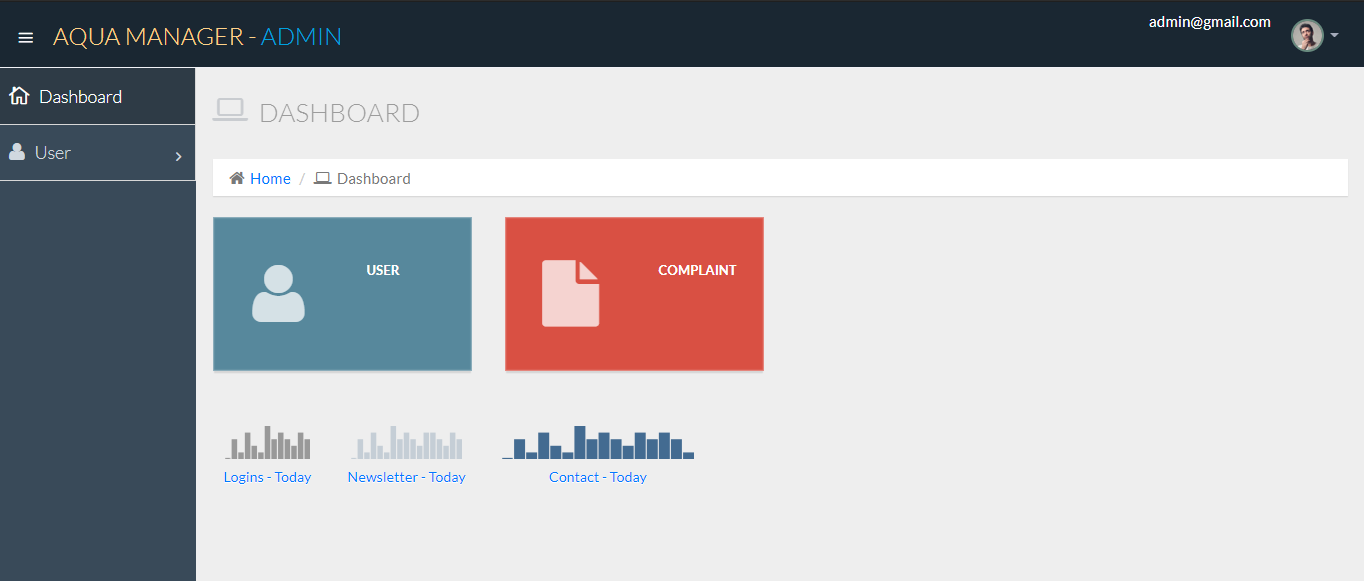 AQUA MANAGER - ADMIN
admin@gmail.com
Dashboard
User
DASHBOARD
Home / Dashboard
USER
COMPLAINT
Logins - Today
Newsletter - Today
Contact - Today